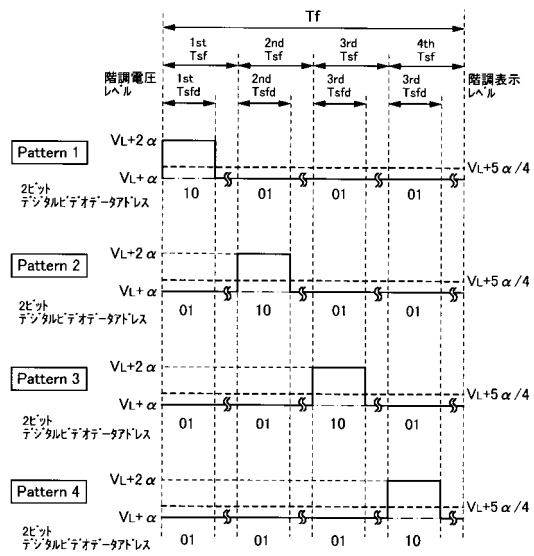 Tf
1st 2nd 3rd 4th
Tsf Tsf Tsf Tsf
階調電圧 1st 2nd 3rd 3rd 階調表示
レベル Tsfd Tsfd Tsfd Tsfd レベル
VL+2α
Pattern 1
VL+α VL+5α/4
2ビット 10 01 01 01
デジタルビデオデータアドレス
VL+2α
Pattern 2
VL+α VL+5α/4
2ビット 01 10 01 01
デジタルビデオデータアドレス
VL+2α
Pattern 3
VL+α VL+5α/4
2ビット 01 01 10 01
デジタルビデオデータアドレス
VL+2α
Pattern 4
VL+α VL+5α/4
2ビット 01 01 01 10
デジタルビデオデータアドレス